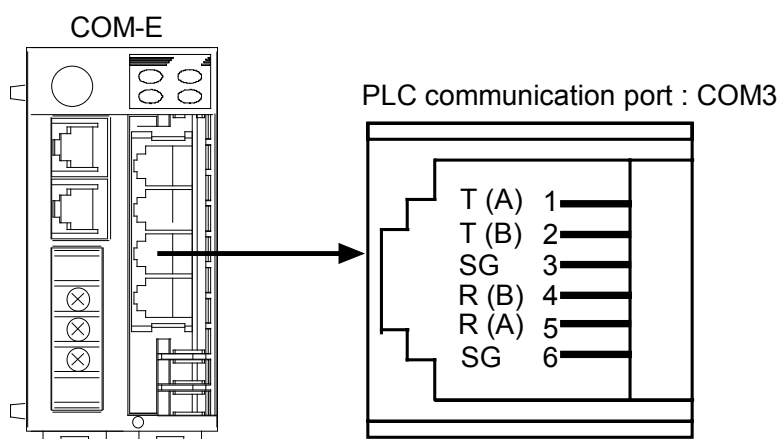 COM-E
PLC communication port : COM3
T (A) 1
T (B) 2
SG 3
R (B) 4
R (A) 5
SG 6